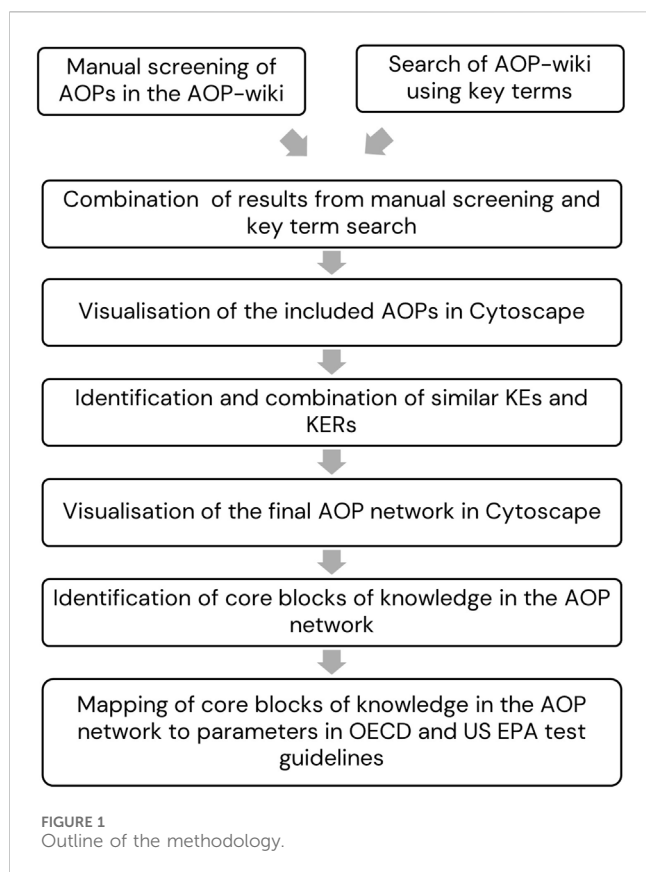 Manual screening of
AOPs in the AOP-wiki
Search of AOP-wiki
using key terms
Combination of results from manual screening and
key term search
Visualisation of the included AOPs in Cytoscape
Identification and combination of similar KEs and
KERs
Visualisation of the final AOP network in Cytoscape
Identification of core blocks of knowledge in the AOP
network
Mapping of core blocks of knowledge in the AOP
network to parameters in OECD and US EPA test
guidelines
FIGURE 1
Outline of the methodology.